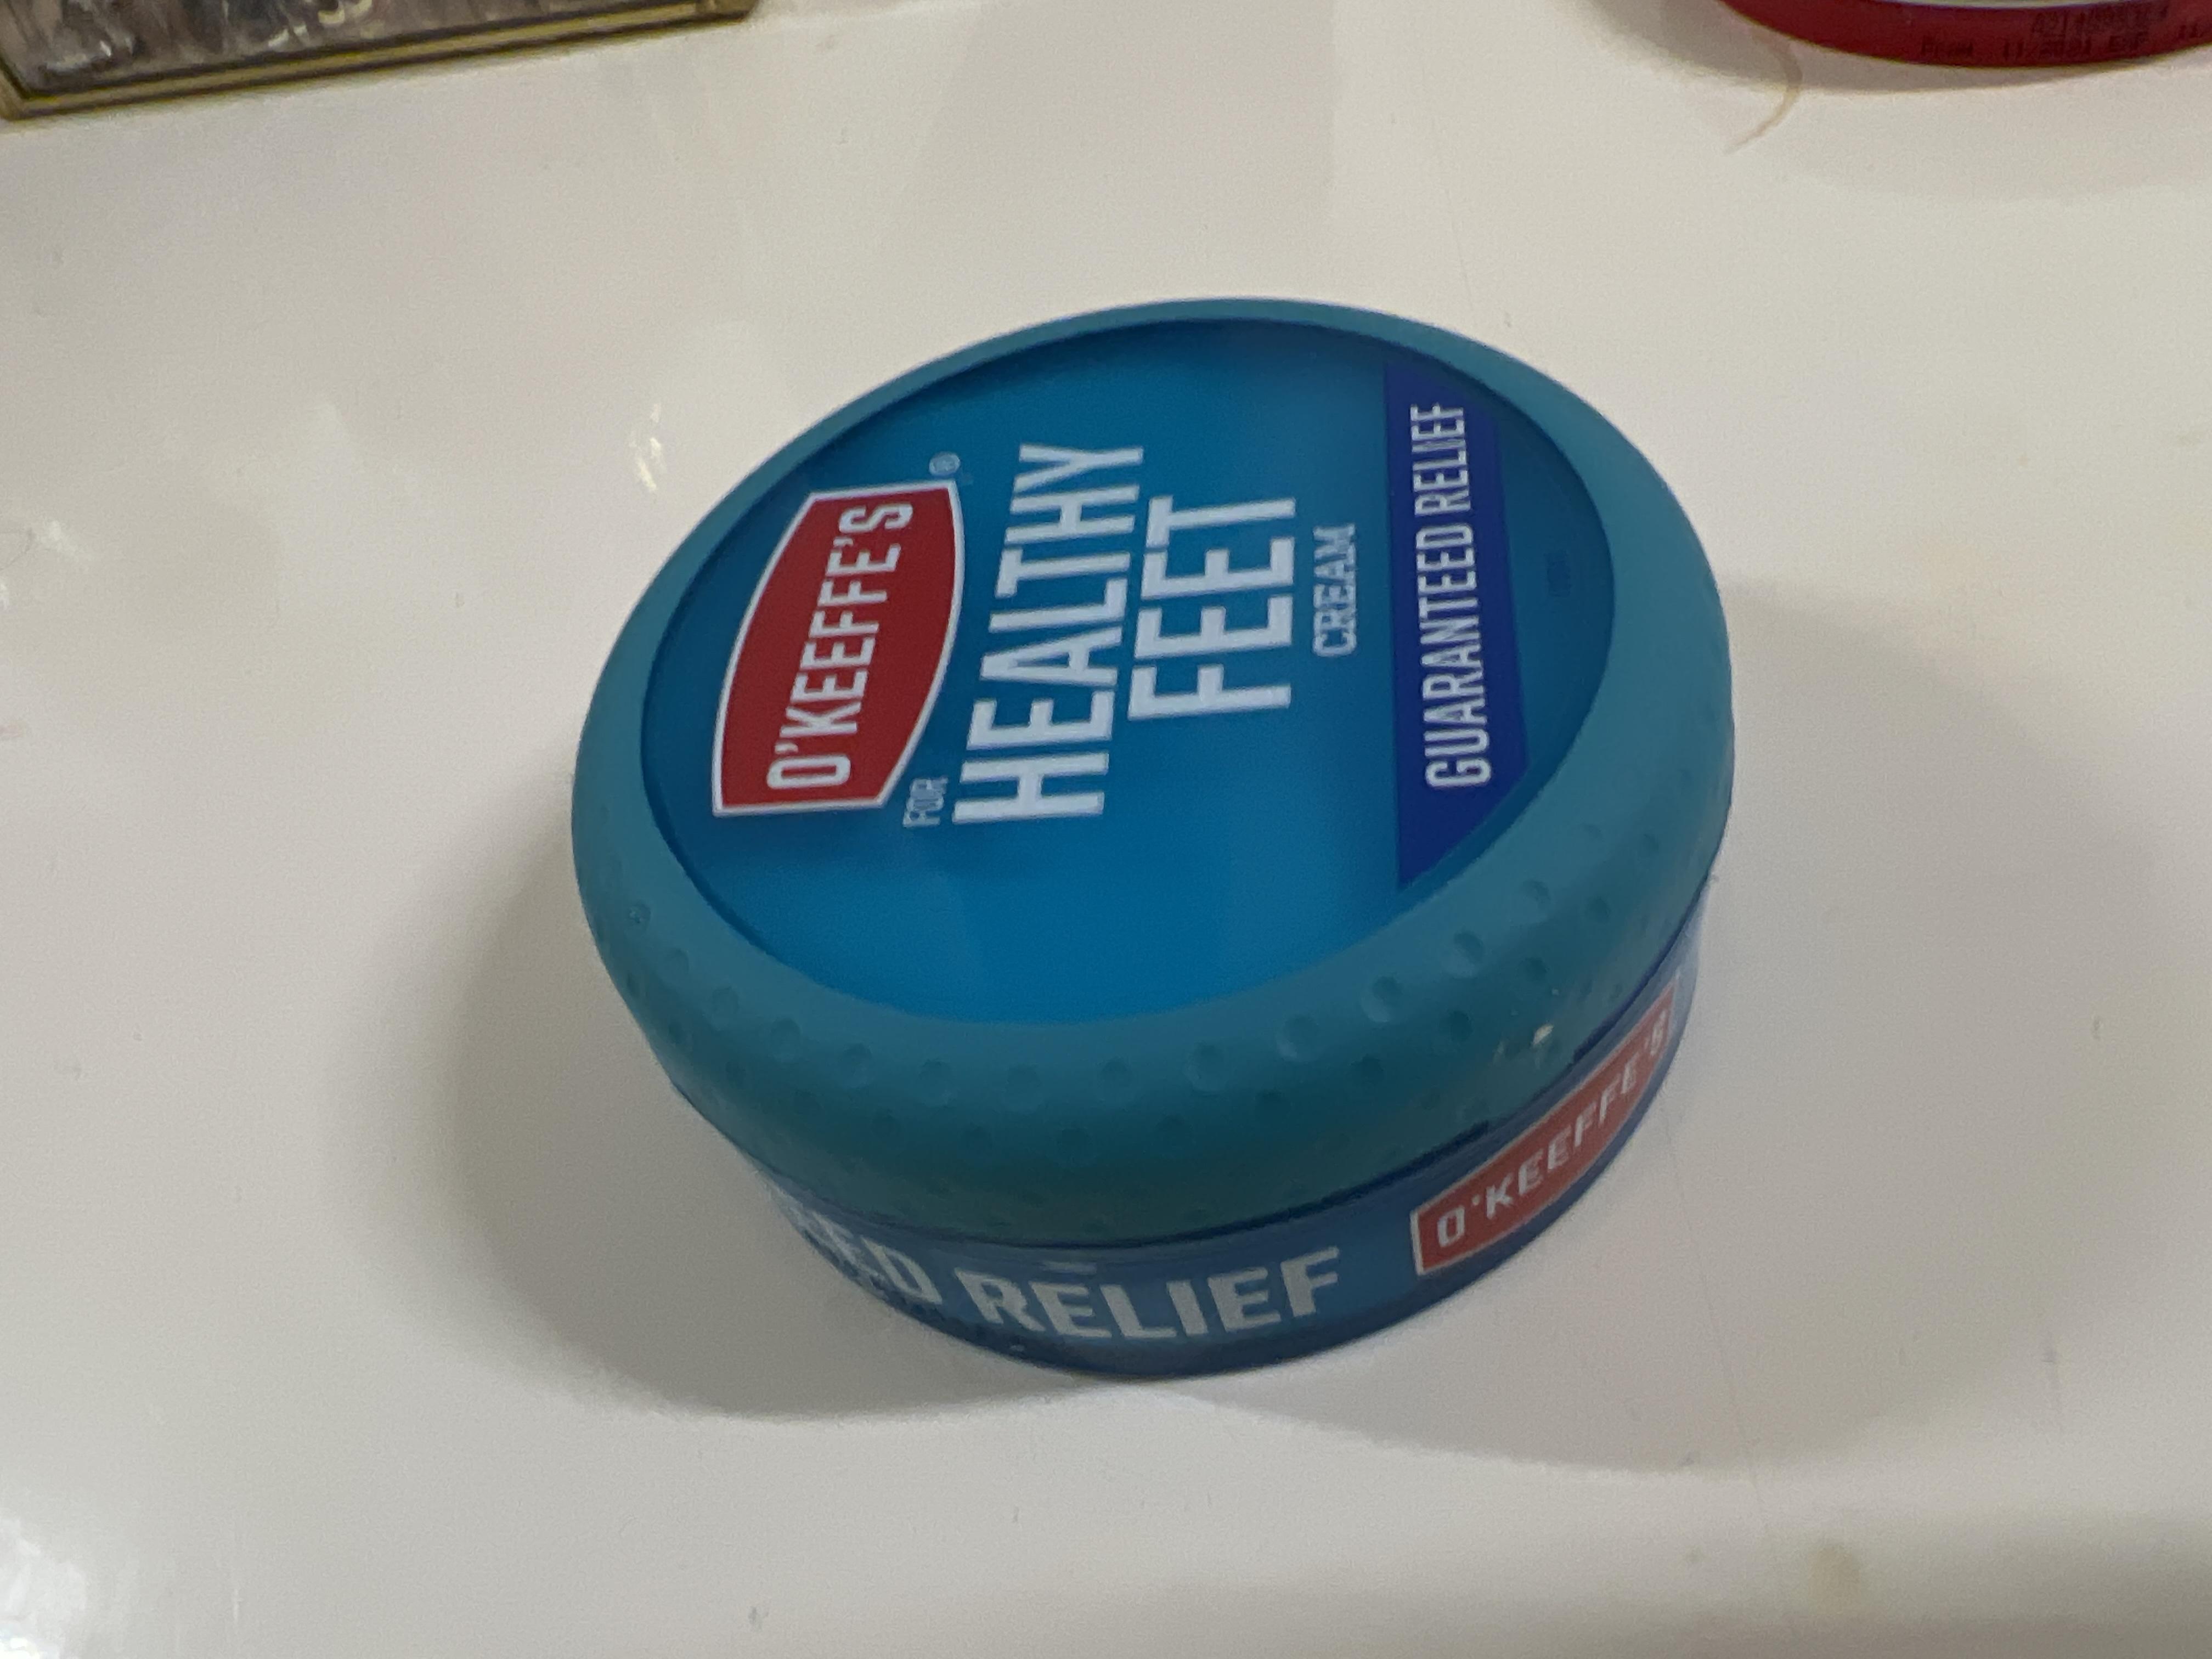 O'KEEFFE'S®
FOR
HEALTHY
FEET
CREAM
GUARANTEED RELIEF
RELIEF
O'KEEFFE'S